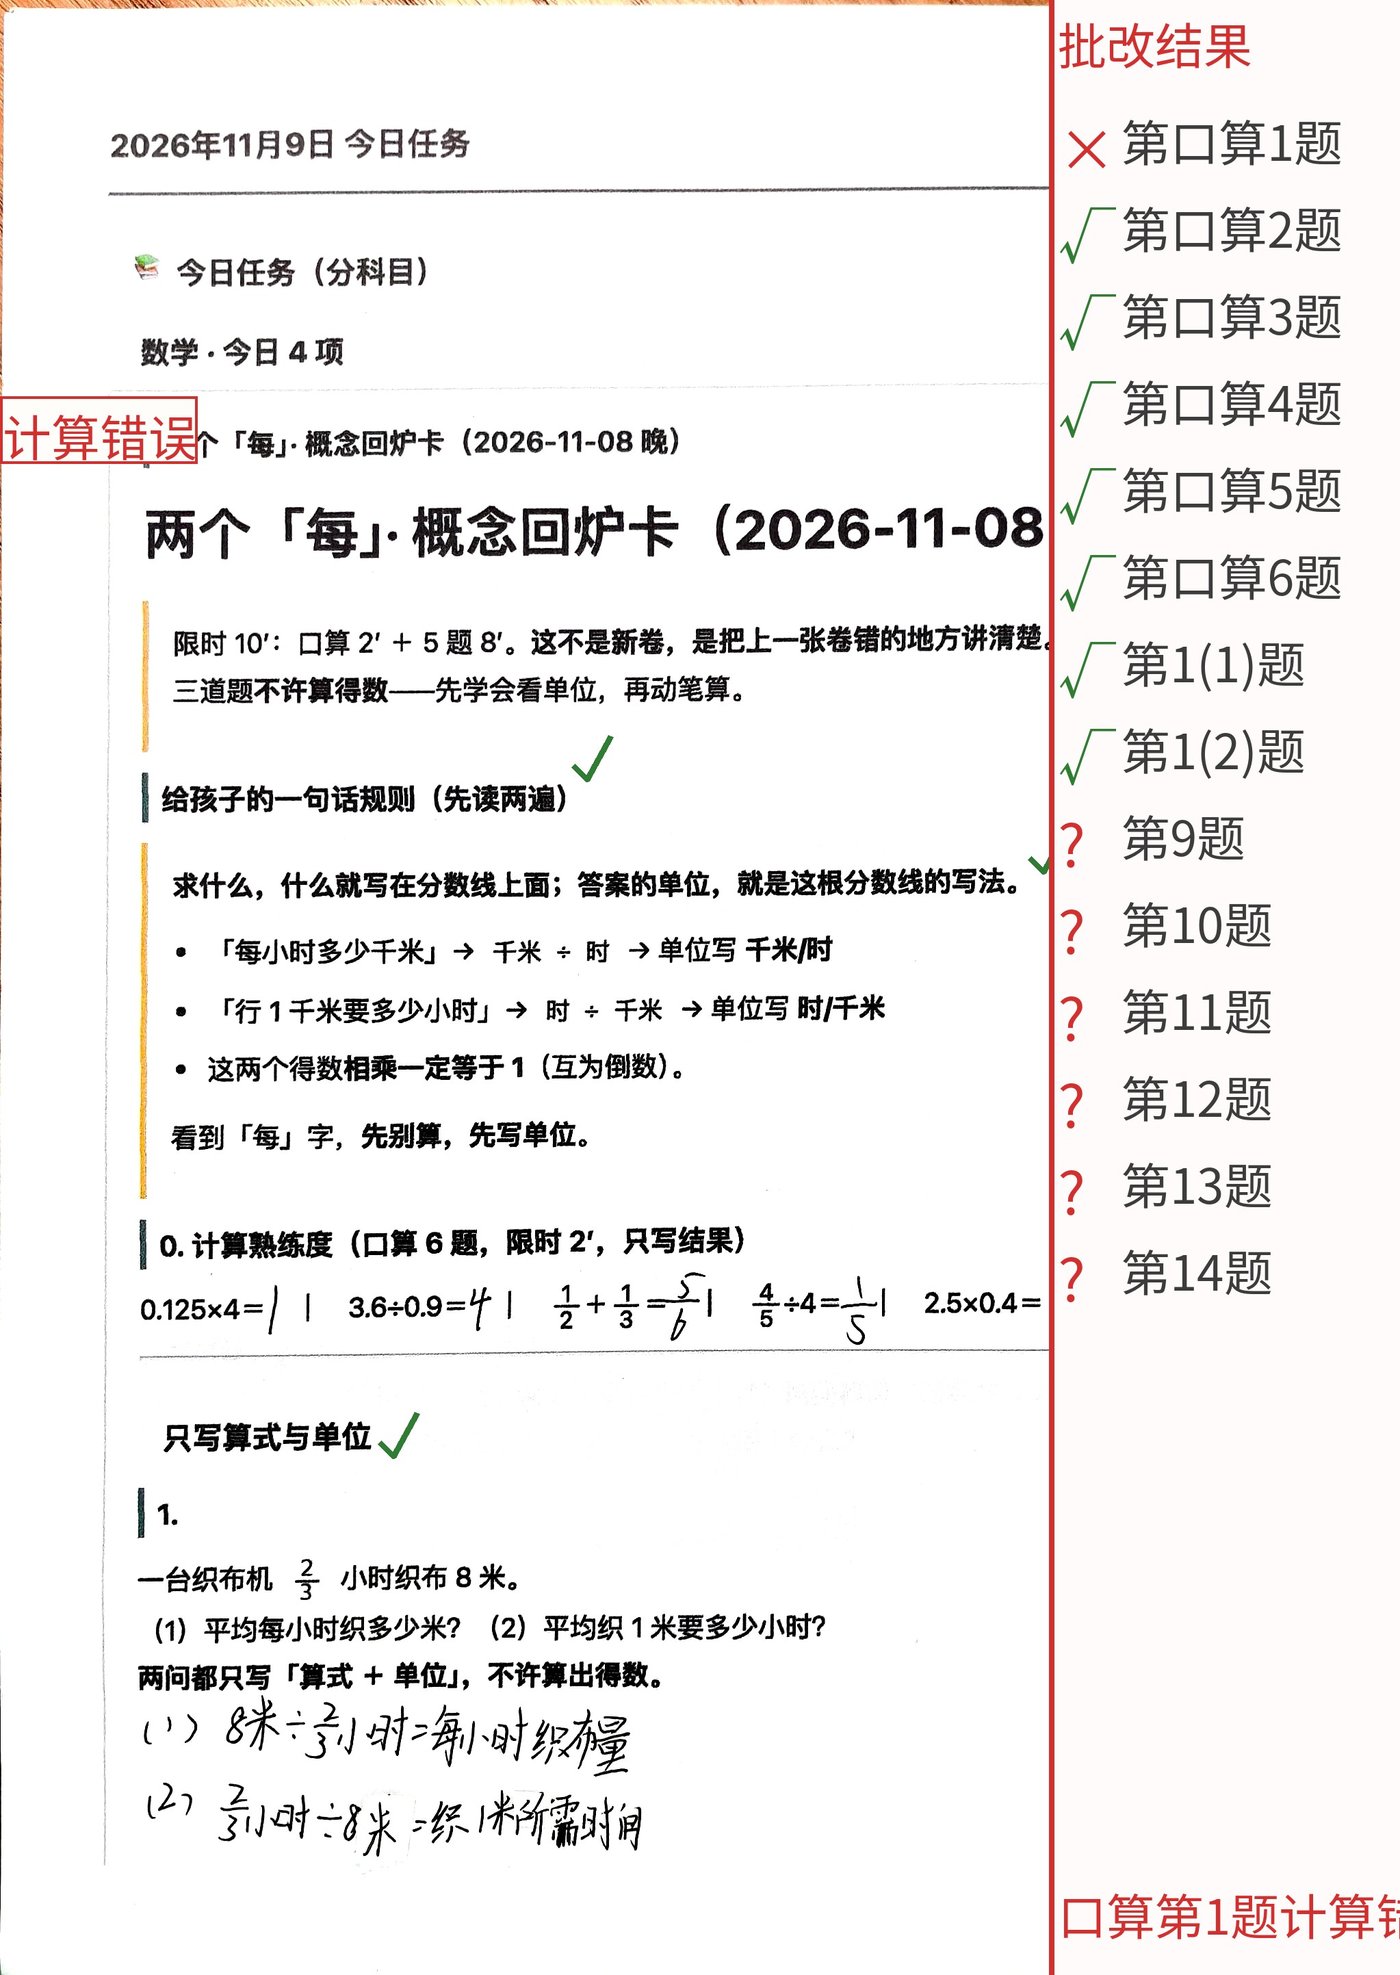 2026年11月9日 今日任务
今日任务（分科目）
数学 · 今日 4 项
计算错误
个「每」· 概念回炉卡（2026-11-08 晚）
两个「每」· 概念回炉卡（2026-11-08
限时 10′：口算 2′ ＋ 5 题 8′。这不是新卷，是把上一张卷错的地方讲清楚。
三道题不许算得数——先学会看单位，再动笔算。
给孩子的一句话规则（先读两遍）
求什么，什么就写在分数线上面；答案的单位，就是这根分数线的写法。
• 「每小时多少千米」→ 千米 ÷ 时 → 单位写 千米/时
• 「行 1 千米要多少小时」→ 时 ÷ 千米 → 单位写 时/千米
• 这两个得数相乘一定等于 1（互为倒数）。
看到「每」字，先别算，先写单位。
0. 计算熟练度（口算 6 题，限时 2′，只写结果）
0.125×4=1 | 3.6÷0.9=4 | 1/2+1/3=5/6 | 4/5÷4=1/5 | 2.5×0.4=
只写算式与单位
1.
一台织布机 2/3 小时织布 8 米。
（1）平均每小时织多少米？（2）平均织 1 米要多少小时？
两问都只写「算式 ＋ 单位」，不许算出得数。
(1) 8米÷2/3小时=每小时织布量
(2) 2/3小时÷8米=织1米所需时间
批改结果
× 第口算1题
√ 第口算2题
√ 第口算3题
√ 第口算4题
√ 第口算5题
√ 第口算6题
√ 第1(1)题
√ 第1(2)题
? 第9题
? 第10题
? 第11题
? 第12题
? 第13题
? 第14题
口算第1题计算错